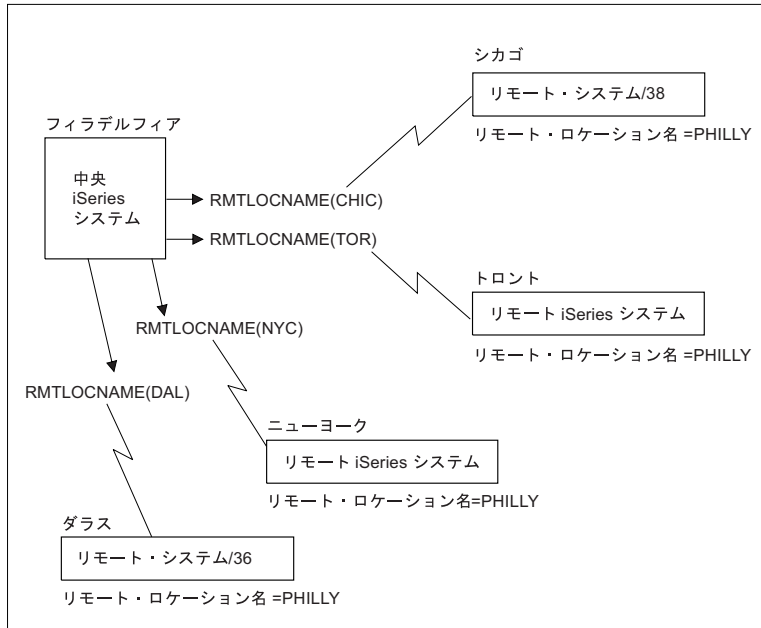 シカゴ
リモート・システム/38
リモート・ロケーション名 =PHILLY
フィラデルフィア
中央
iSeries
システム
RMTLOCNAME(CHIC)
RMTLOCNAME(TOR)
トロント
リモート iSeries システム
リモート・ロケーション名 =PHILLY
RMTLOCNAME(NYC)
RMTLOCNAME(DAL)
ニューヨーク
リモート iSeries システム
リモート・ロケーション名=PHILLY
ダラス
リモート・システム/36
リモート・ロケーション名 =PHILLY